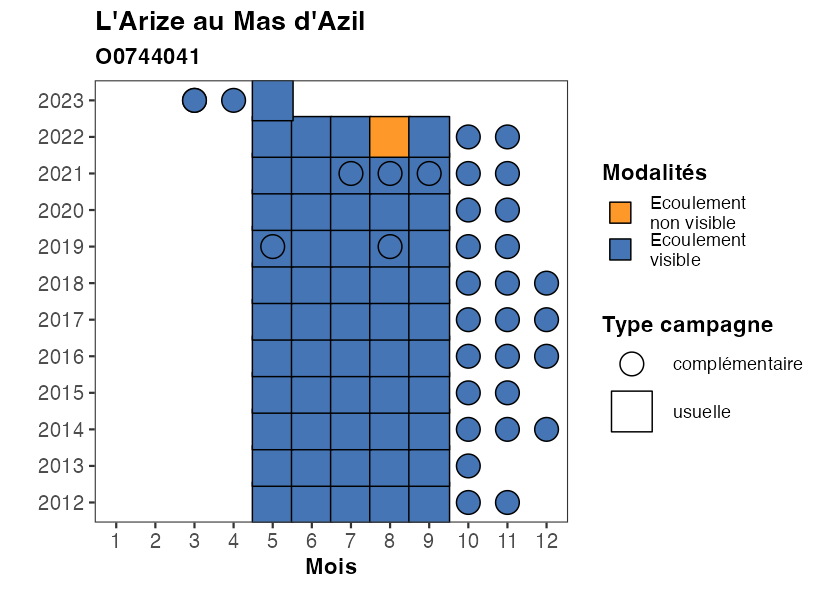 L'Arize au Mas d'Azil
O0744041
2023
2022
2021
2020
2019
2018
2017
2016
2015
2014
2013
2012
1 2 3 4 5 6 7 8 9 10 11 12
Mois
Modalités
Ecoulement
non visible
Ecoulement
visible
Type campagne
complémentaire
usuelle